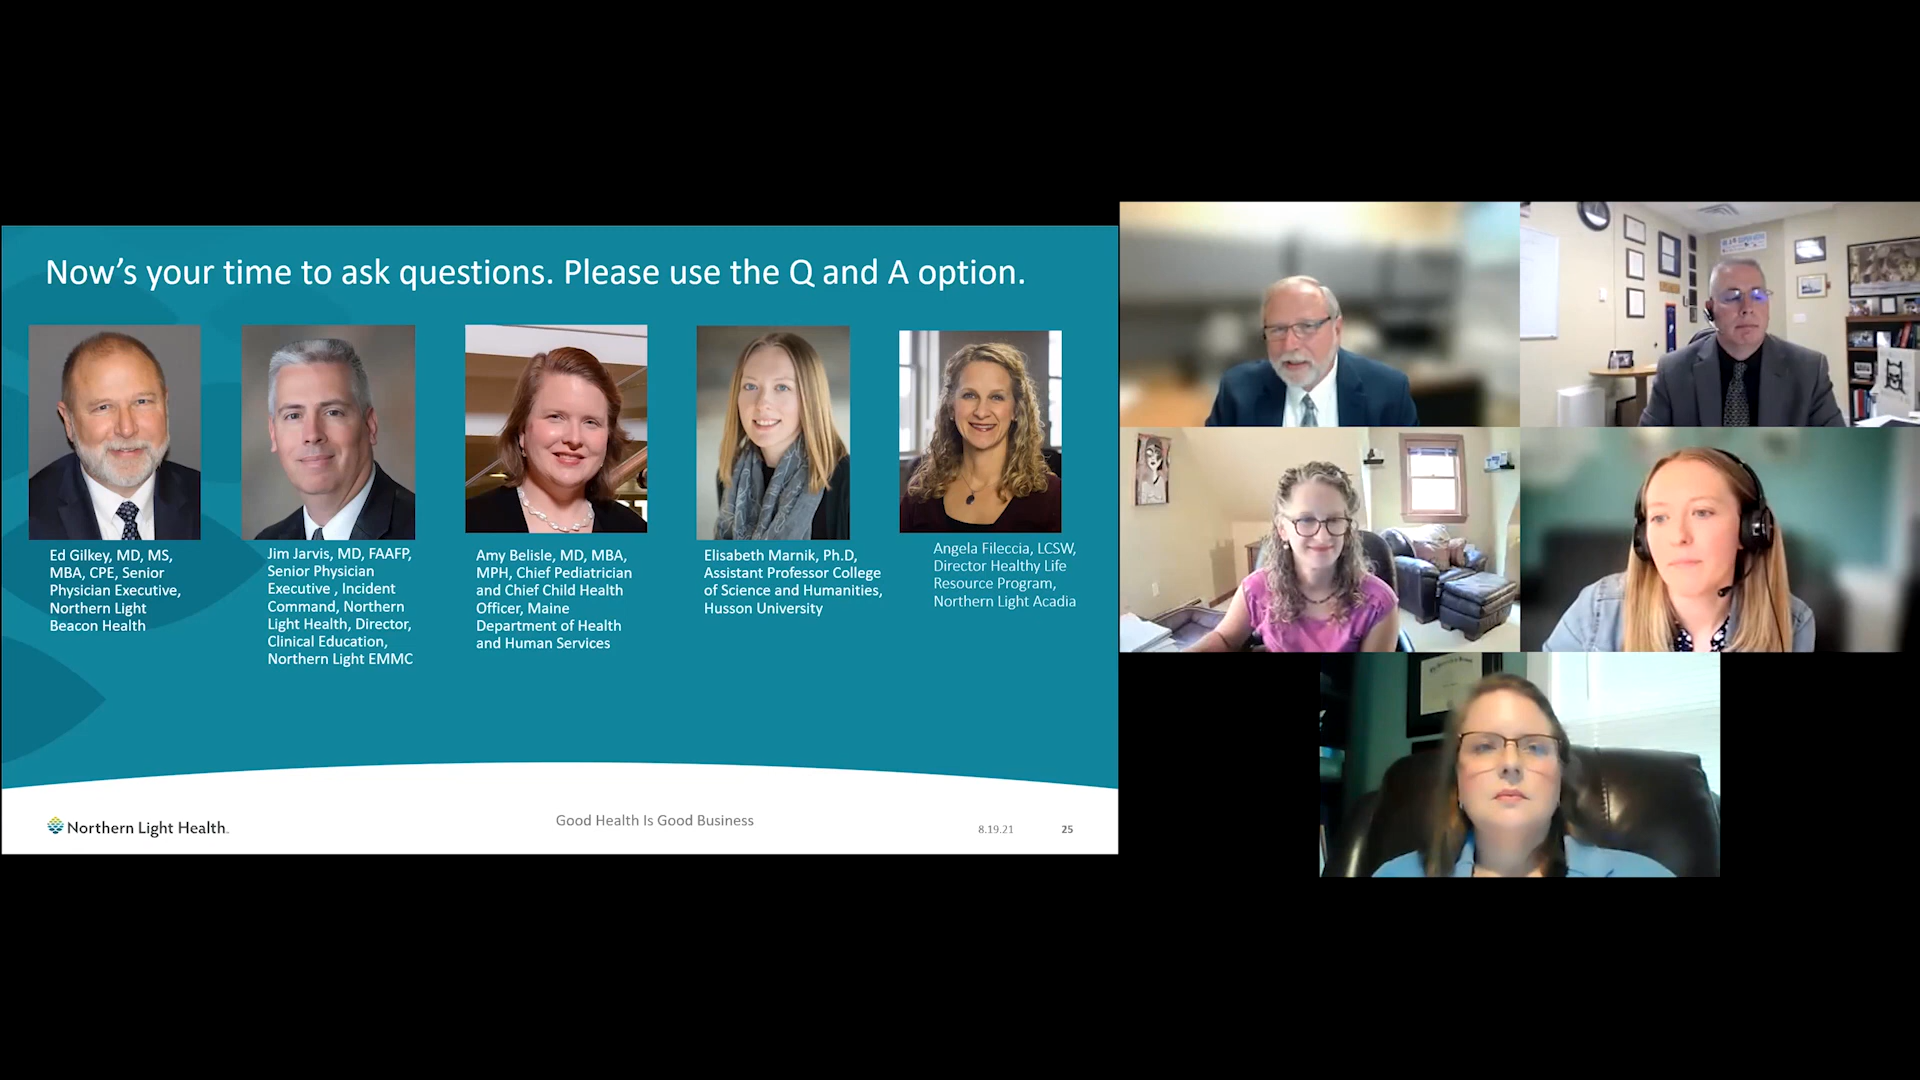 Now's your time to ask questions. Please use the Q and A option.
Ed Gilkey, MD, MS,
MBA, CPE, Senior
Physician Executive,
Northern Light
Beacon Health
Jim Jarvis, MD, FAAFP,
Senior Physician
Executive , Incident
Command, Northern
Light Health, Director,
Clinical Education,
Northern Light EMMC
Amy Belisle, MD, MBA,
MPH, Chief Pediatrician
and Chief Child Health
Officer, Maine
Department of Health
and Human Services
Elisabeth Marnik, Ph.D,
Assistant Professor College
of Science and Humanities,
Husson University
Angela Fileccia, LCSW,
Director Healthy Life
Resource Program,
Northern Light Acadia
Northern Light Health.
Good Health Is Good Business
8.19.21
25